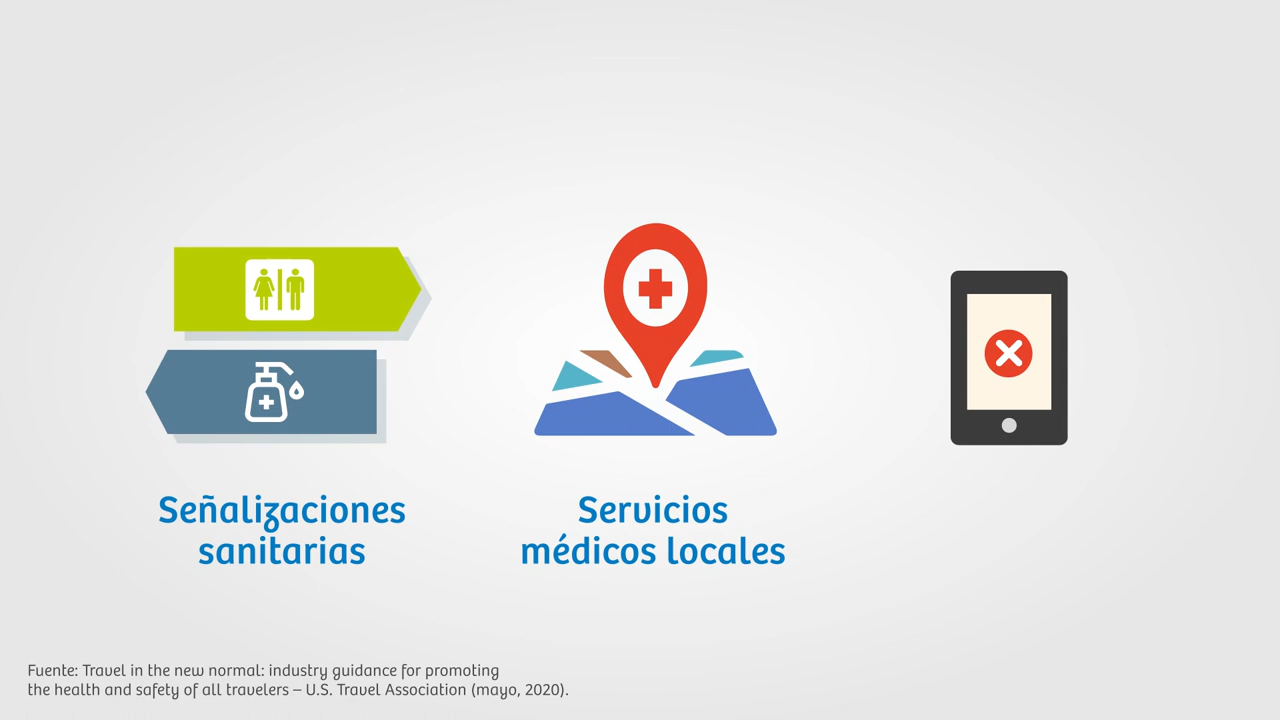 Señalizaciones
sanitarias
Servicios
médicos locales
Fuente: Travel in the new normal: industry guidance for promoting
the health and safety of all travelers – U.S. Travel Association (mayo, 2020).